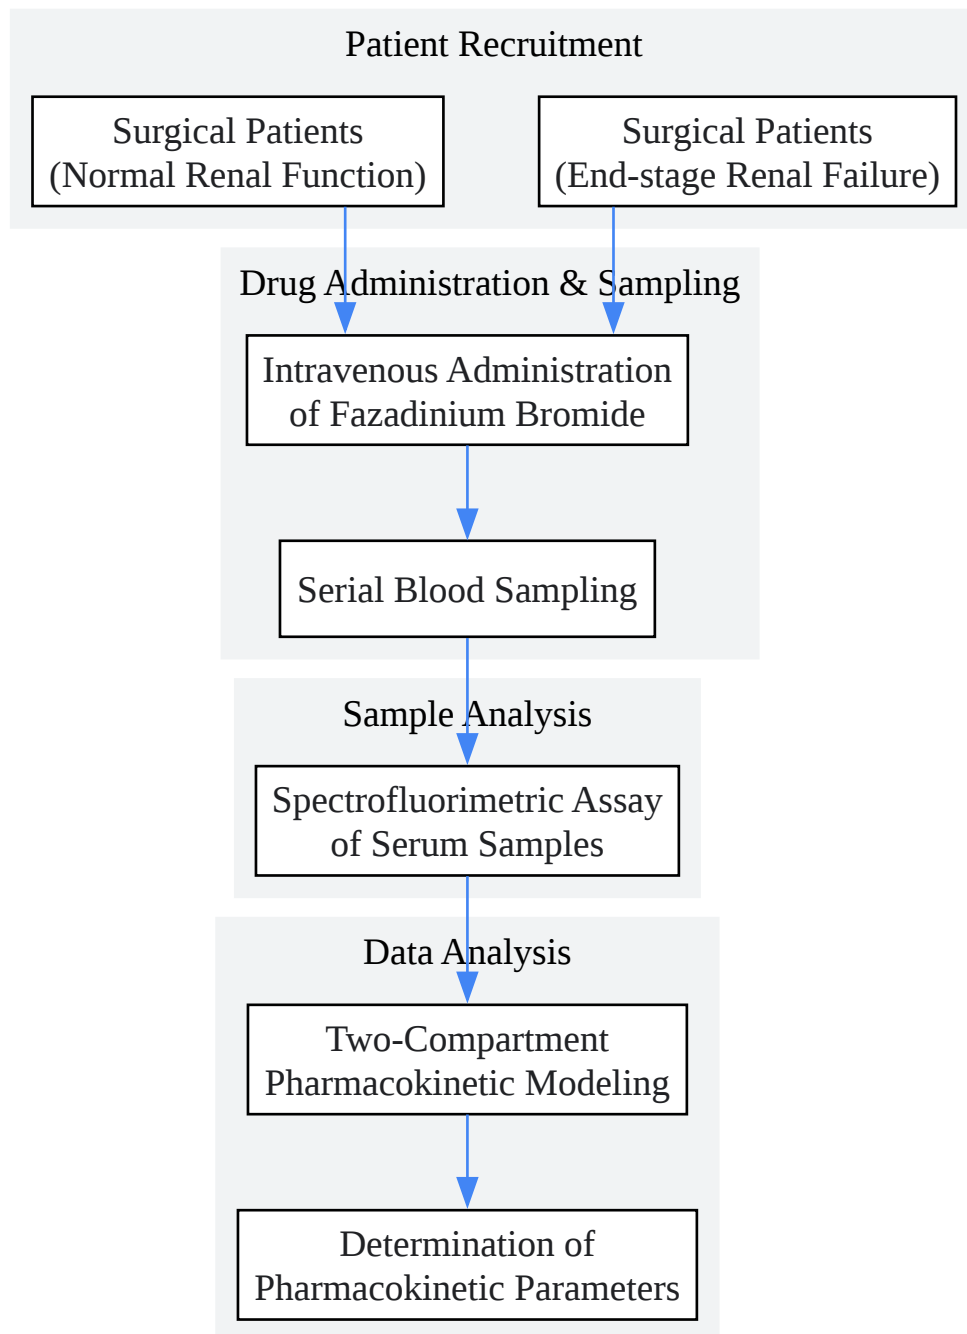 Patient Recruitment
Surgical Patients
(Normal Renal Function)
Surgical Patients
(End-stage Renal Failure)
Drug Administration & Sampling
Intravenous Administration
of Fazadinium Bromide
Serial Blood Sampling
Sample Analysis
Spectrofluorimetric Assay
of Serum Samples
Data Analysis
Two-Compartment
Pharmacokinetic Modeling
Determination of
Pharmacokinetic Parameters